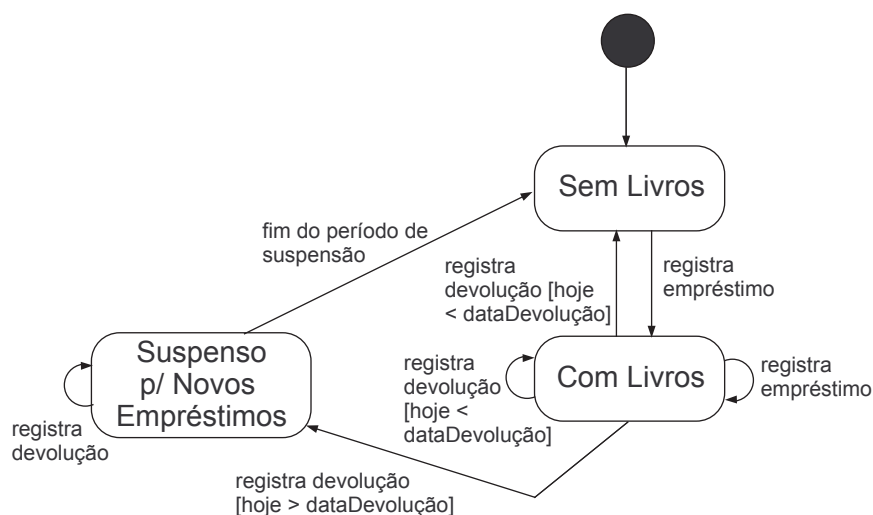 Sem Livros
fim do período de
suspensão
registra
devolução [hoje
< dataDevolução]
registra
empréstimo
Suspenso
p/ Novos
Empréstimos
registra
devolução
[hoje <
dataDevolução]
Com Livros
registra
empréstimo
registra
devolução
registra devolução
[hoje > dataDevolução]